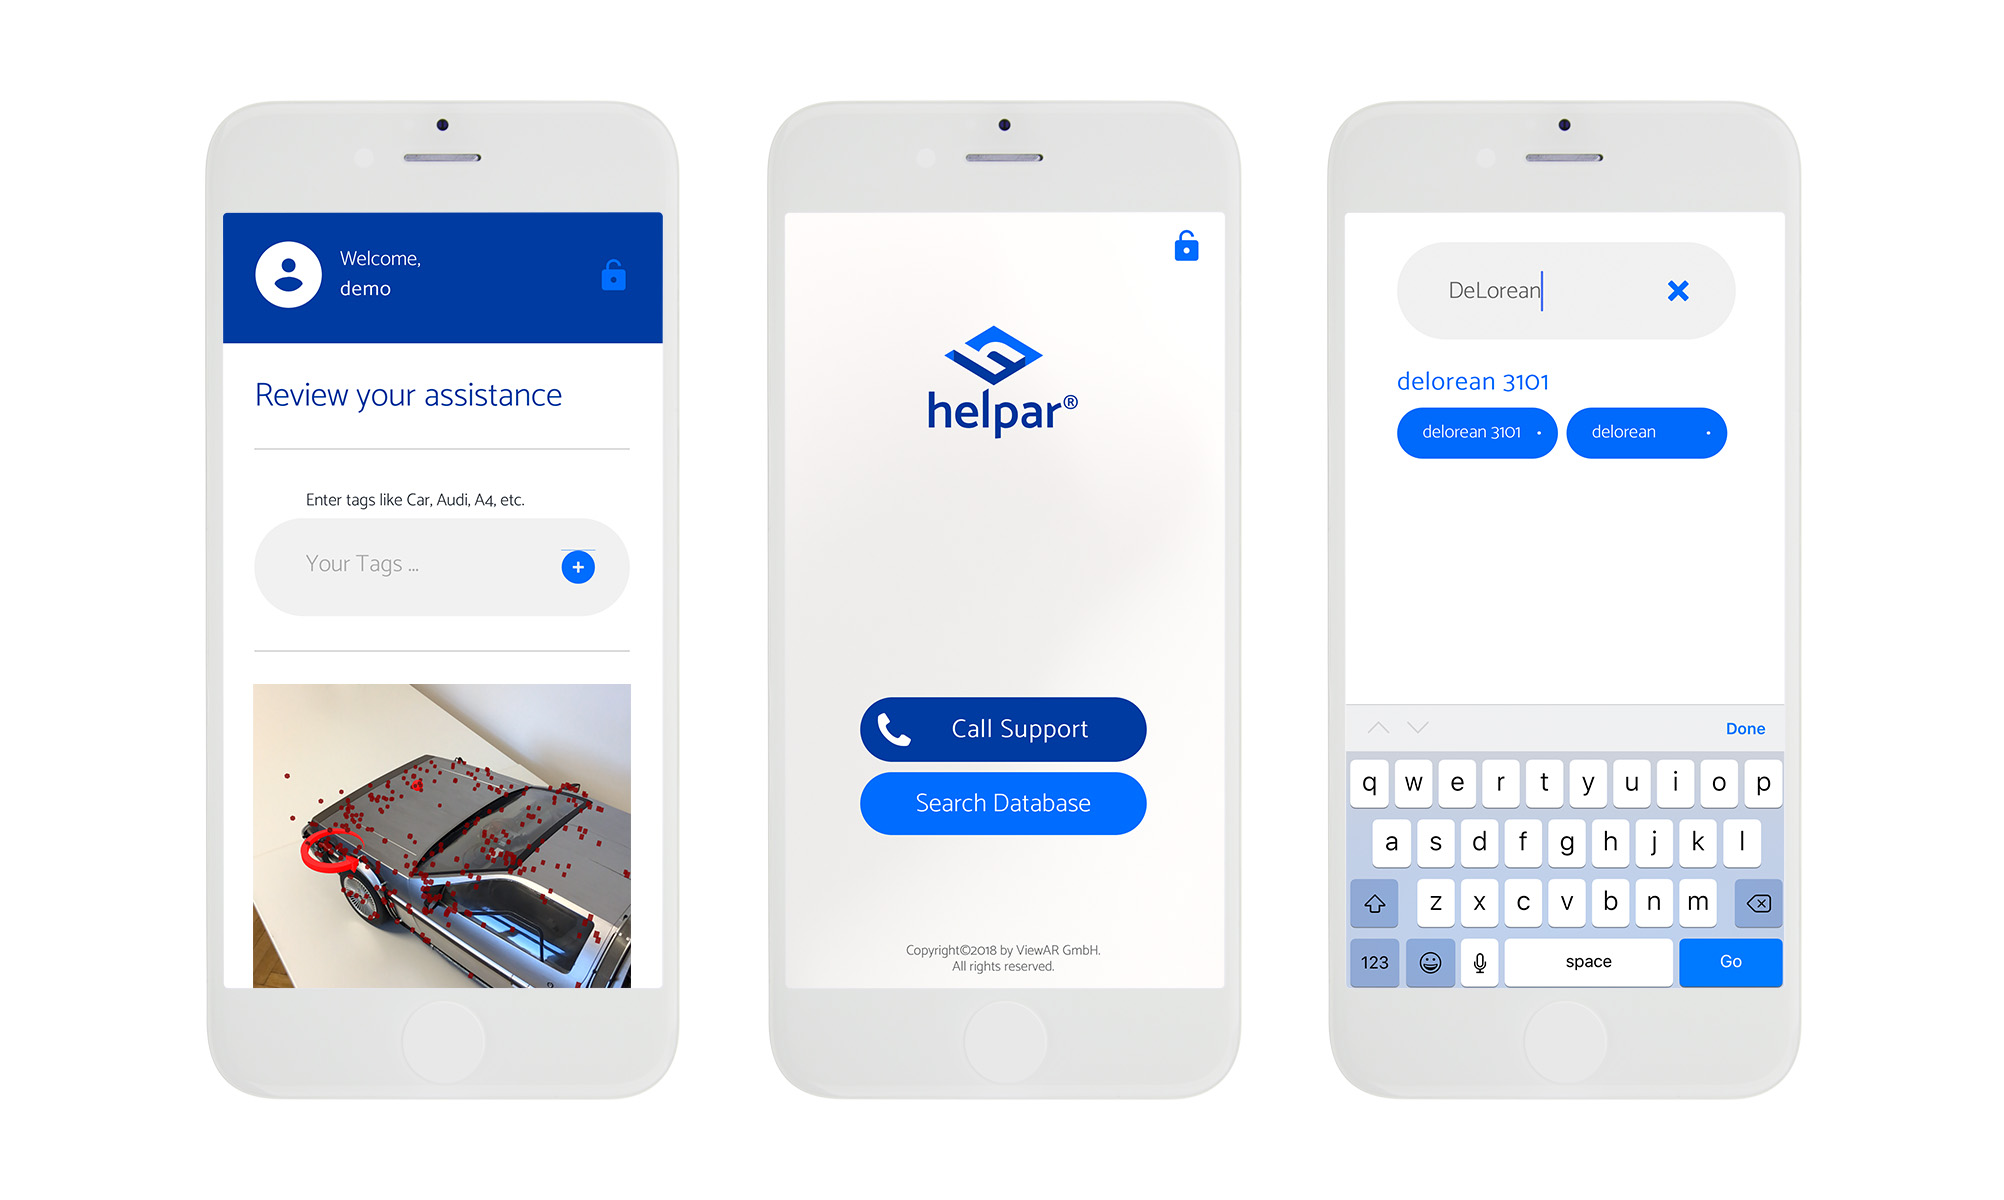 Welcome,
demo
Review your assistance
Enter tags like Car, Audi, A4, etc.
Your Tags ...
helpar®
Call Support
Search Database
Copyright©2018 by ViewAR GmbH.
All rights reserved.
DeLorean
delorean 3101
delorean 3101
delorean
Done
q w e r t y u i o p
a s d f g h j k l
z x c v b n m
123 space Go